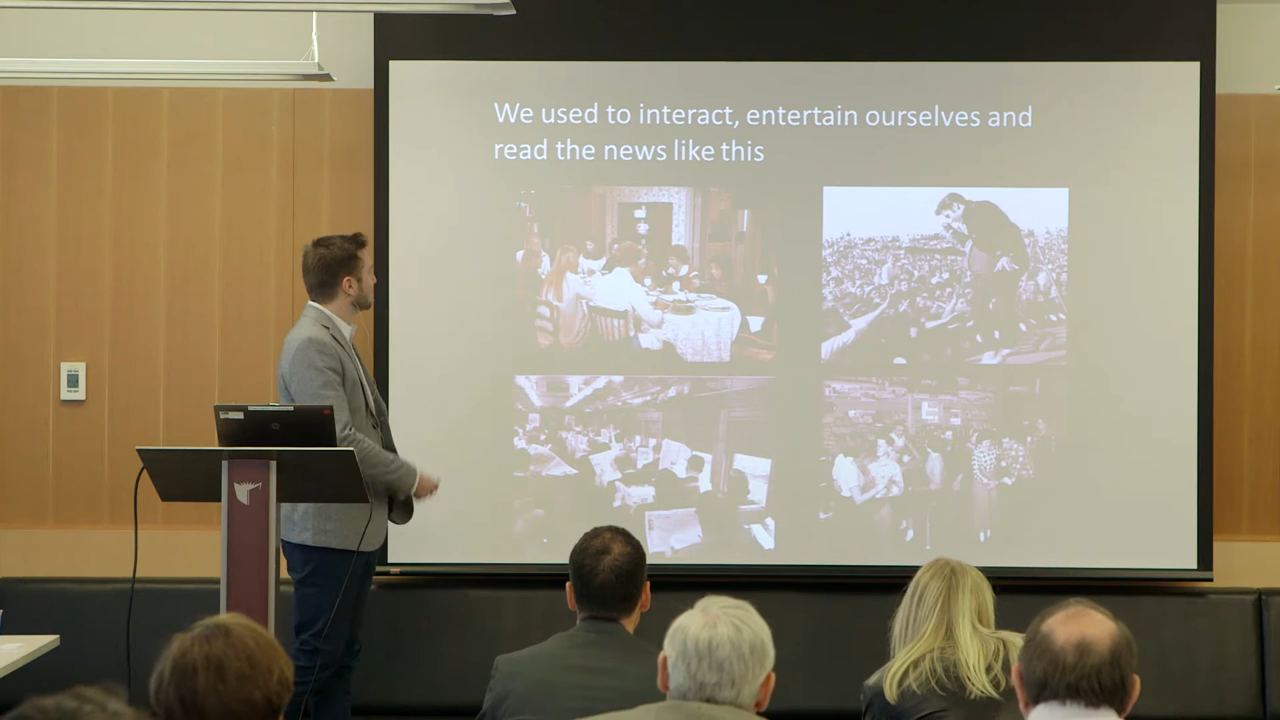 We used to interact, entertain ourselves and
read the news like this